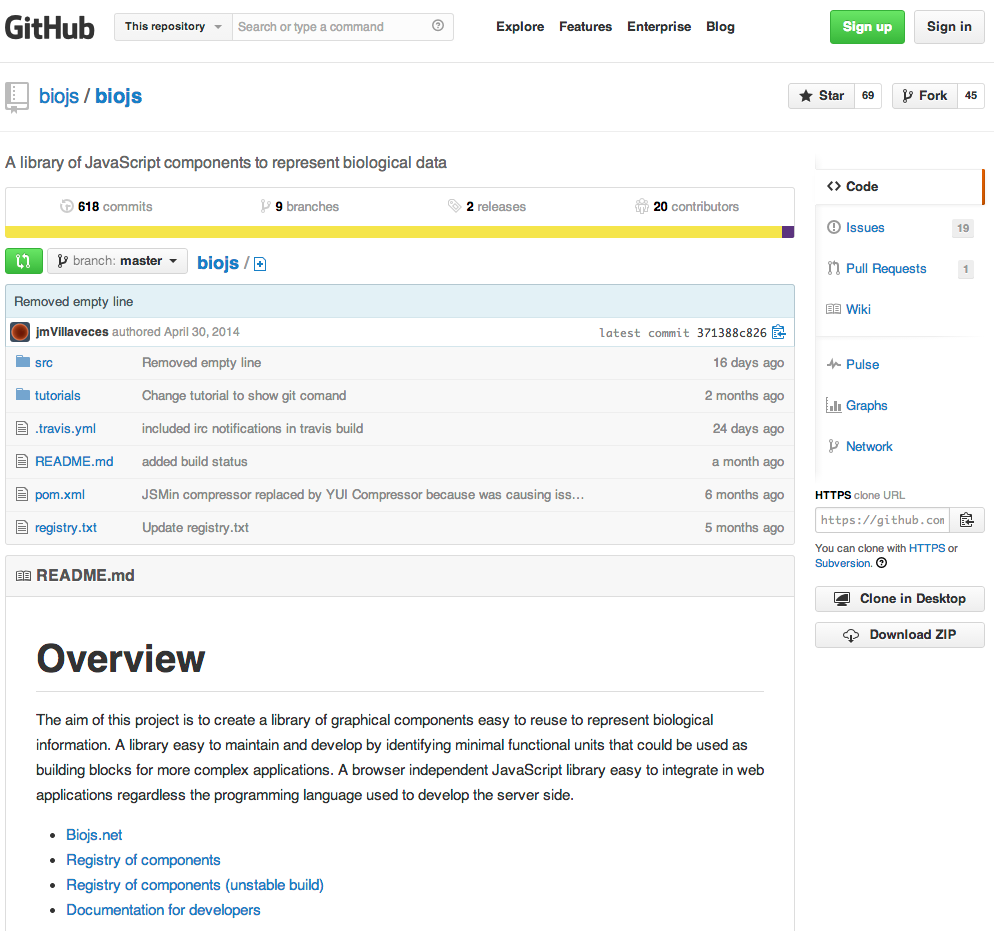 GitHub This repository Search or type a command Explore Features Enterprise Blog Sign up Sign in
biojs / biojs Star 69 Fork 45
A library of JavaScript components to represent biological data
618 commits 9 branches 2 releases 20 contributors
branch: master biojs /
Removed empty line
jmVillaveces authored April 30, 2014 latest commit 371388c826
src Removed empty line 16 days ago
tutorials Change tutorial to show git comand 2 months ago
.travis.yml included irc notifications in travis build 24 days ago
README.md added build status a month ago
pom.xml JSMin compressor replaced by YUI Compressor because was causing iss… 6 months ago
registry.txt Update registry.txt 5 months ago
README.md
Overview
The aim of this project is to create a library of graphical components easy to reuse to represent biological
information. A library easy to maintain and develop by identifying minimal functional units that could be used as
building blocks for more complex applications. A browser independent JavaScript library easy to integrate in web
applications regardless the programming language used to develop the server side.
Biojs.net
Registry of components
Registry of components (unstable build)
Documentation for developers
Code
Issues 19
Pull Requests 1
Wiki
Pulse
Graphs
Network
HTTPS clone URL
https://github.com
You can clone with HTTPS or
Subversion.
Clone in Desktop
Download ZIP